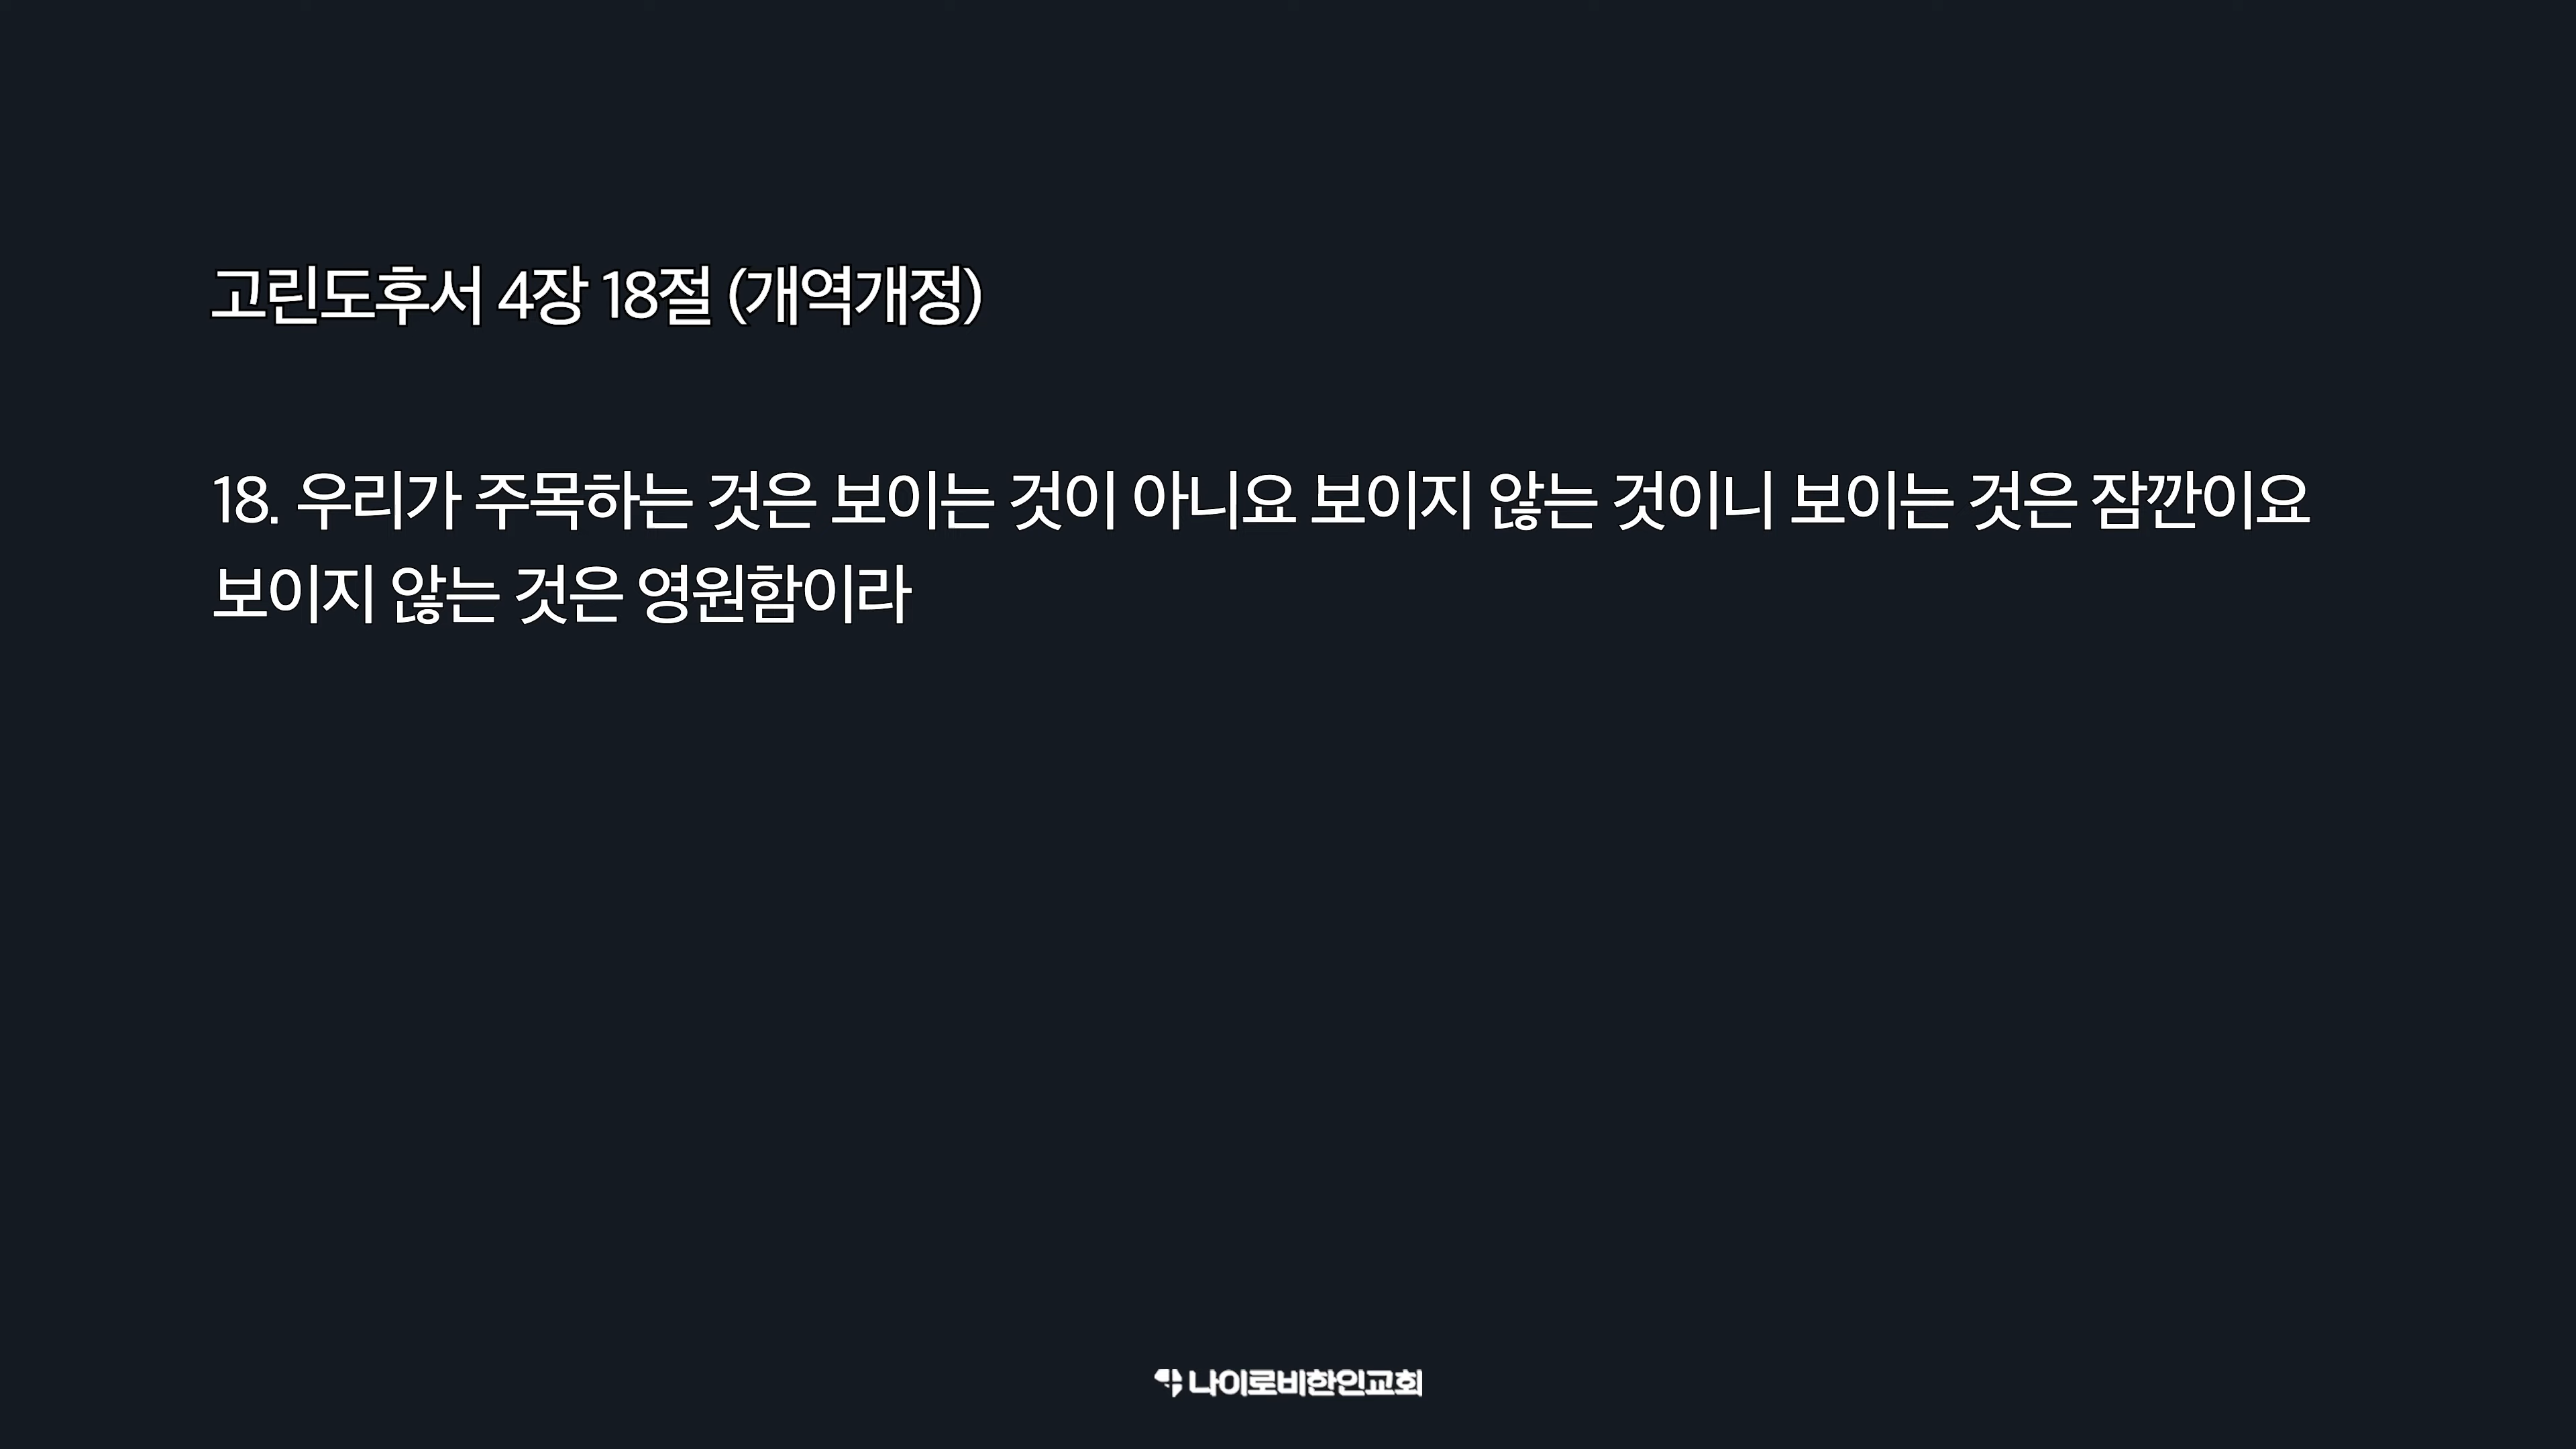 고린도후서 4장 18절 (개역개정)
18. 우리가 주목하는 것은 보이는 것이 아니요 보이지 않는 것이니 보이는 것은 잠깐이요
보이지 않는 것은 영원함이라
나이로비한인교회